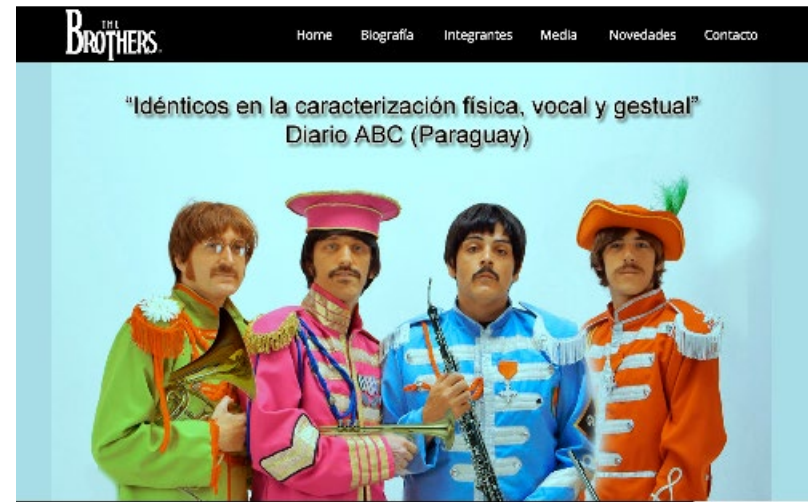 THE
BROTHERS
Home Biografía Integrantes Media Novedades Contacto
"Idénticos en la caracterización física, vocal y gestual"
Diario ABC (Paraguay)